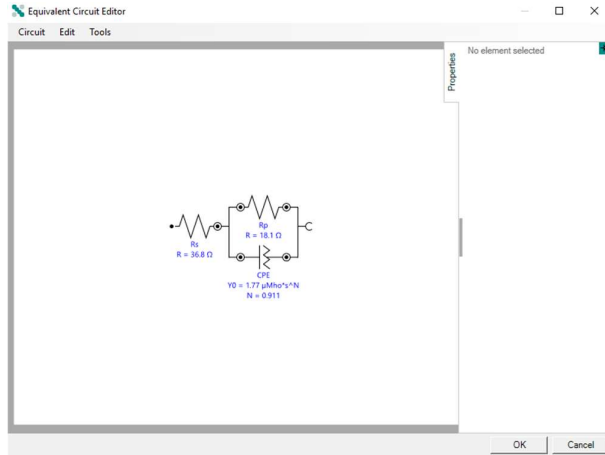 Equivalent Circuit Editor
Circuit Edit Tools
Properties
No element selected
Rp
R = 18.1 Ω
Rs
R = 36.8 Ω
CPE
Y0 = 1.77 µMho*s^N
N = 0.911
OK Cancel